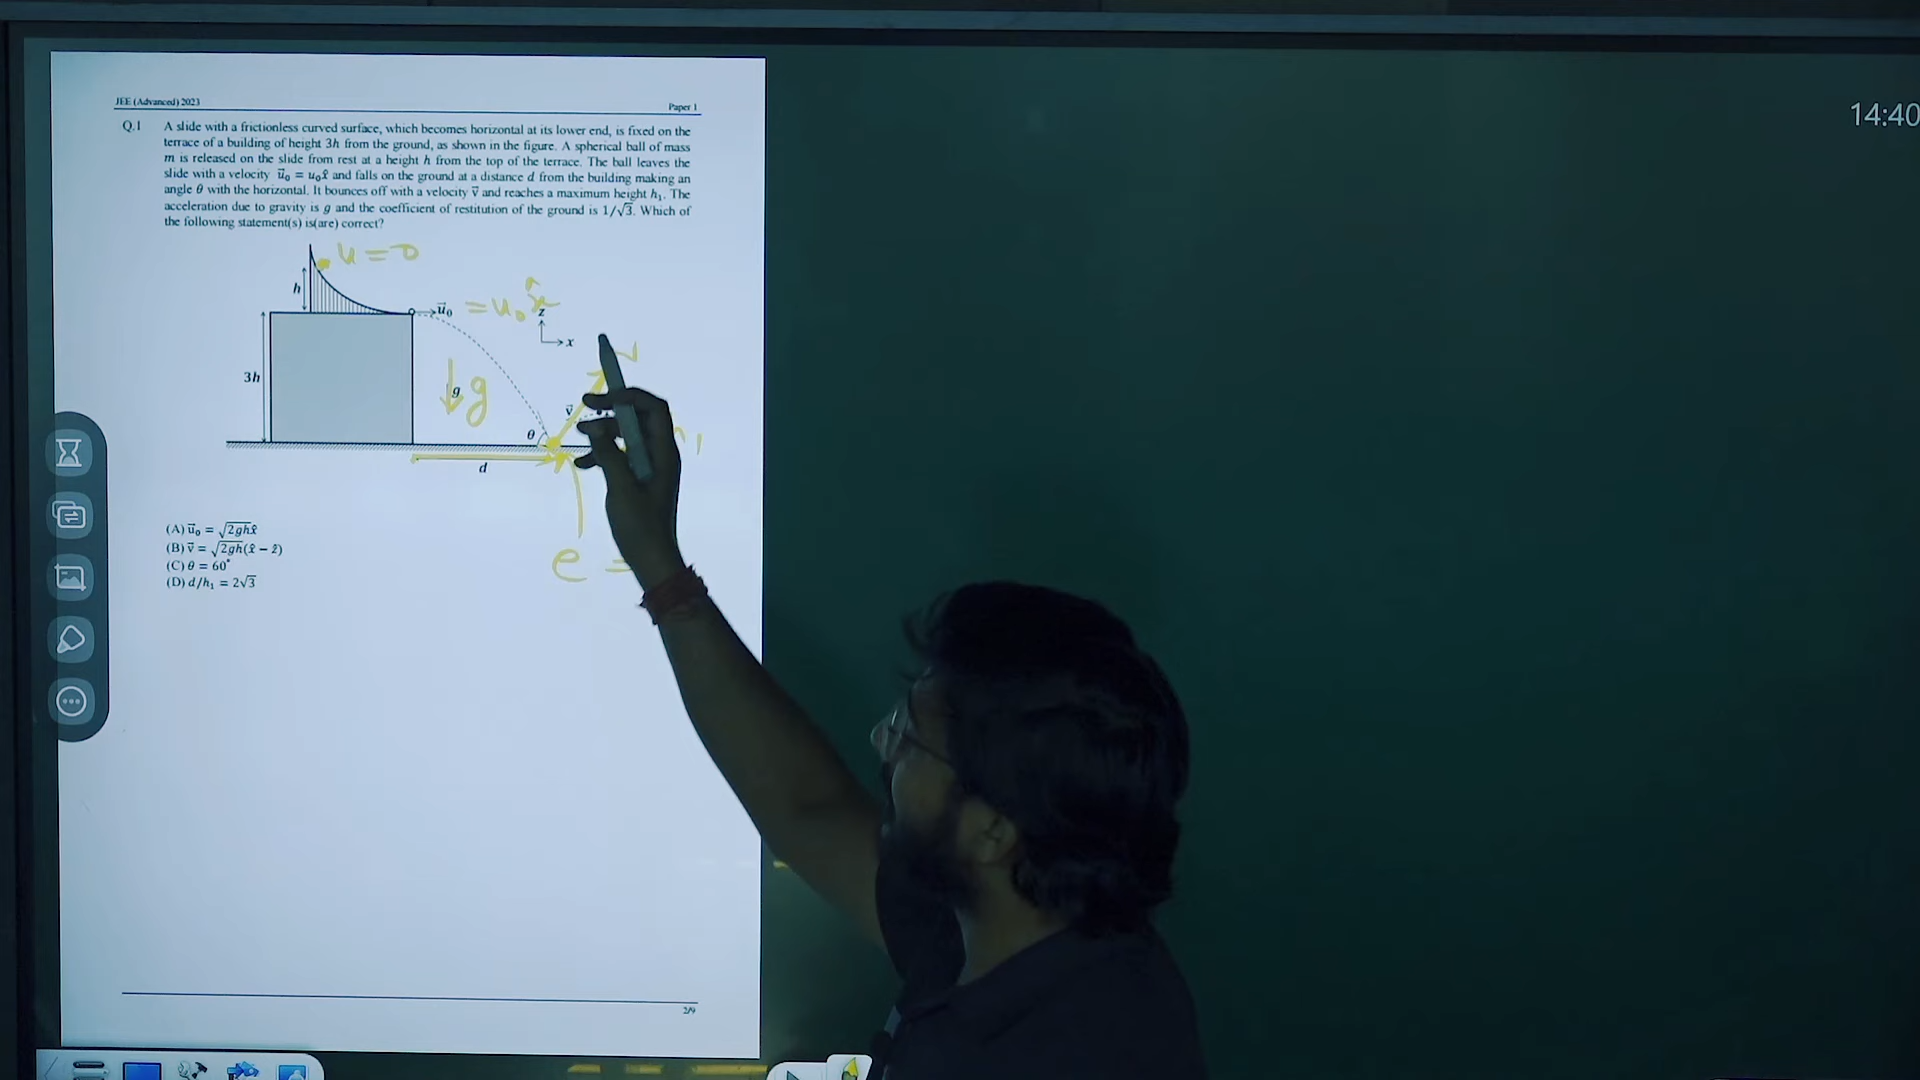 14:40
JEE (Advanced) 2023 Paper 1
Q.1 A slide with a frictionless curved surface, which becomes horizontal at its lower end, is fixed on the
terrace of a building of height 3h from the ground, as shown in the figure. A spherical ball of mass
m is released on the slide from rest at a height h from the top of the terrace. The ball leaves the
slide with a velocity u⃗₀ = u₀x̂ and falls on the ground at a distance d from the building making an
angle θ with the horizontal. It bounces off with a velocity v⃗ and reaches a maximum height h₁. The
acceleration due to gravity is g and the coefficient of restitution of the ground is 1/√3. Which of
the following statement(s) is(are) correct?
u = 0
h
u⃗₀ = u₀x̂
z
x
3h
g g
v
v⃗
θ
d
e =
(A) u⃗₀ = √2gh x̂
(B) v⃗ = √2gh(x̂ − ẑ)
(C) θ = 60°
(D) d/h₁ = 2√3
2/9